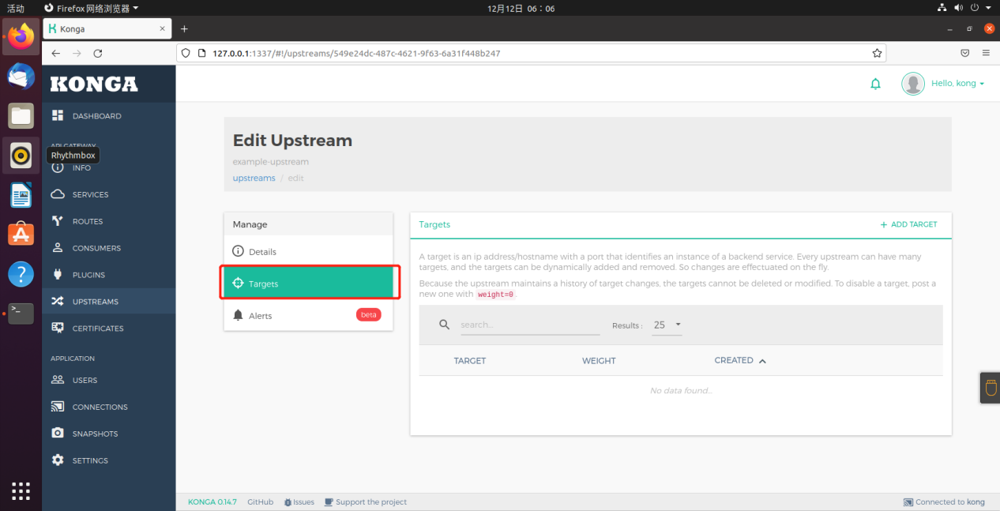 活动
Firefox 网络浏览器
12月12日 06：06
Konga
127.0.0.1:1337/#!/upstreams/549e24dc-487c-4621-9f63-6a31f448b247
KONGA
Hello, kong
DASHBOARD
API GATEWAY
Rhythmbox
INFO
SERVICES
ROUTES
CONSUMERS
PLUGINS
UPSTREAMS
CERTIFICATES
APPLICATION
USERS
CONNECTIONS
SNAPSHOTS
SETTINGS
Edit Upstream
example-upstream
upstreams / edit
Manage
Details
Targets
Alerts beta
Targets
+ ADD TARGET
A target is an ip address/hostname with a port that identifies an instance of a backend service. Every upstream can have many
targets, and the targets can be dynamically added and removed. So changes are effectuated on the fly.
Because the upstream maintains a history of target changes, the targets cannot be deleted or modified. To disable a target, post a
new one with weight=0.
search...
Results : 25
TARGET WEIGHT CREATED
No data found...
KONGA 0.14.7 GitHub Issues Support the project
Connected to kong